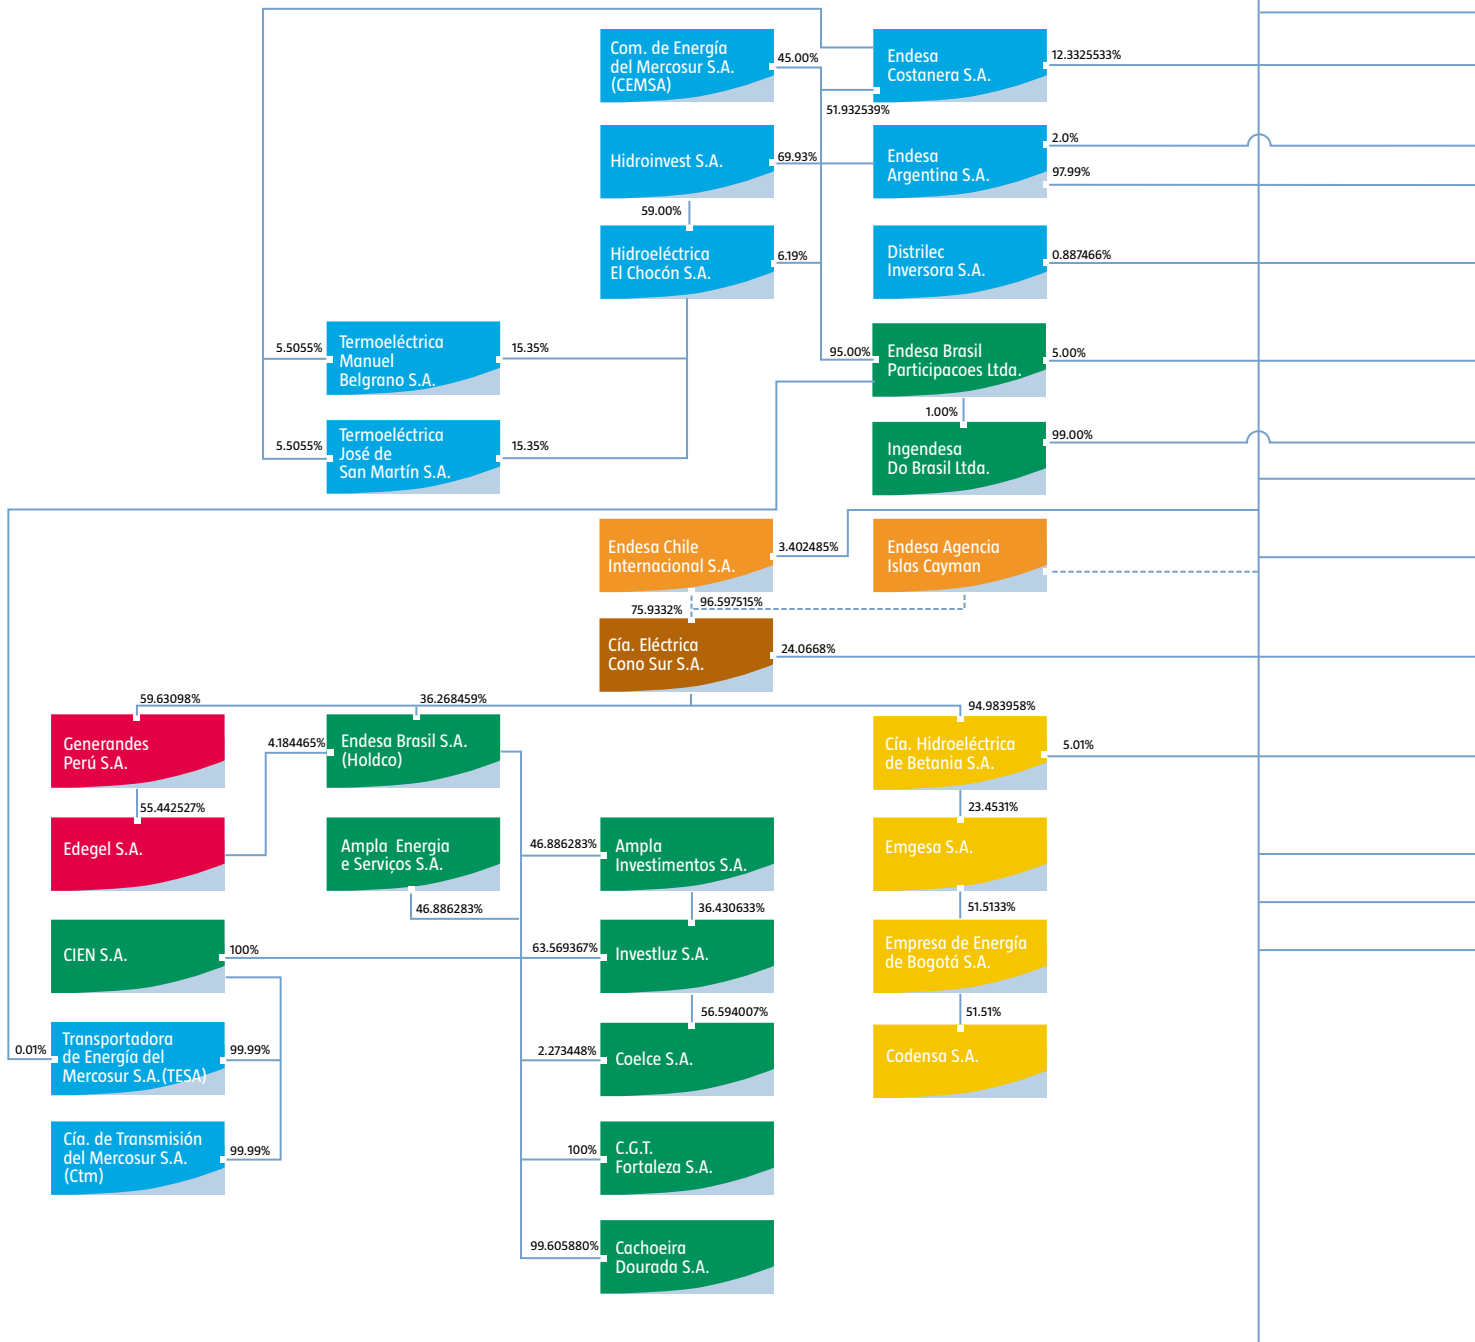 Com. de Energía
del Mercosur S.A.
(CEMSA)
45.00%
Endesa
Costanera S.A.
12.3325533%
51.932539%
Hidroinvest S.A.
69.93%
Endesa
Argentina S.A.
2.0%
97.99%
59.00%
Hidroeléctrica
El Chocón S.A.
6.19%
Distrilec
Inversora S.A.
0.887466%
5.5055%
Termoeléctrica
Manuel
Belgrano S.A.
15.35%
95.00%
Endesa Brasil
Participacoes Ltda.
5.00%
1.00%
5.5055%
Termoeléctrica
José de
San Martín S.A.
15.35%
Ingendesa
Do Brasil Ltda.
99.00%
Endesa Chile
Internacional S.A.
3.402485%
Endesa Agencia
Islas Cayman
96.597515%
75.9332%
Cía. Eléctrica
Cono Sur S.A.
24.0668%
59.63098%
36.268459%
94.983958%
Generandes
Perú S.A.
4.184465%
Endesa Brasil S.A.
(Holdco)
Cía. Hidroeléctrica
de Betania S.A.
5.01%
55.442527%
23.4531%
Edegel S.A.
Ampla Energia
e Serviços S.A.
46.886283%
Ampla
Investimentos S.A.
Emgesa S.A.
46.886283%
36.430633%
51.5133%
CIEN S.A.
100%
63.569367%
Investluz S.A.
Empresa de Energía
de Bogotá S.A.
56.594007%
51.51%
0.01%
Transportadora
de Energía del
Mercosur S.A.(TESA)
99.99%
2.273448%
Coelce S.A.
Codensa S.A.
Cía. de Transmisión
del Mercosur S.A.
(Ctm)
99.99%
100%
C.G.T.
Fortaleza S.A.
99.605880%
Cachoeira
Dourada S.A.